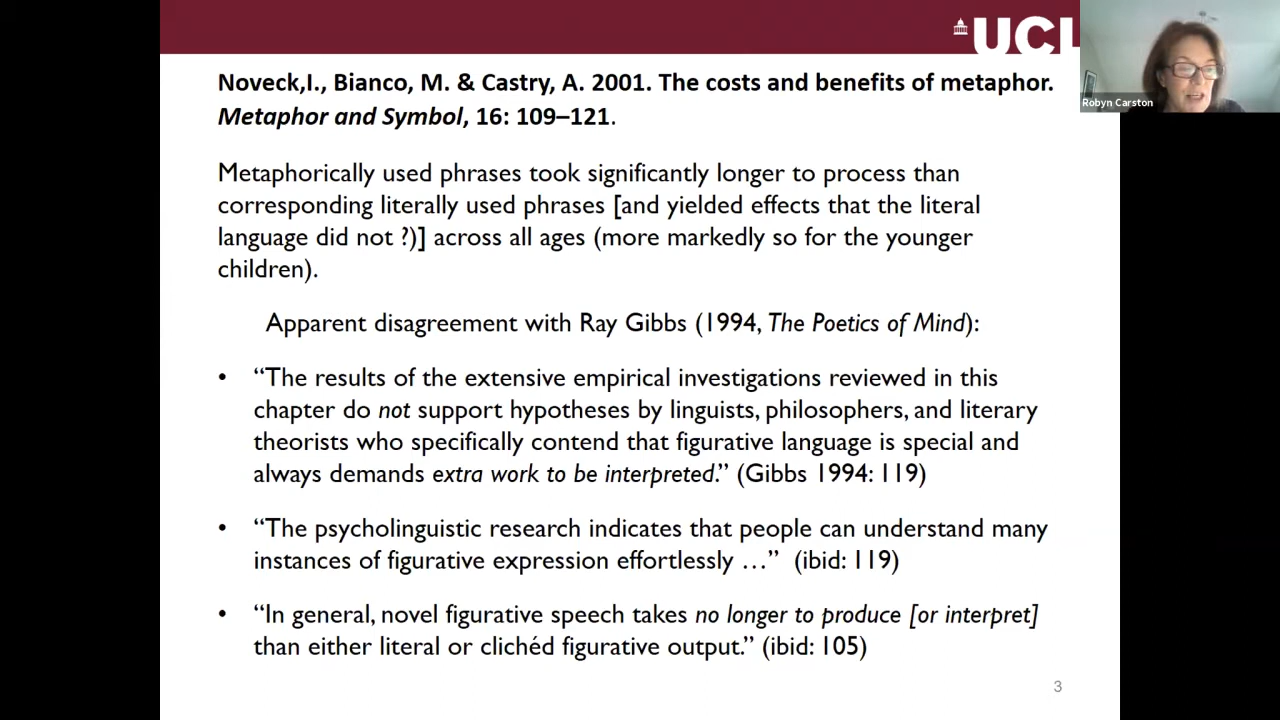 UCL
Robyn Carston
Noveck,I., Bianco, M. & Castry, A. 2001. The costs and benefits of metaphor.
Metaphor and Symbol, 16: 109–121.
Metaphorically used phrases took significantly longer to process than
corresponding literally used phrases [and yielded effects that the literal
language did not ?)] across all ages (more markedly so for the younger
children).
Apparent disagreement with Ray Gibbs (1994, The Poetics of Mind):
• “The results of the extensive empirical investigations reviewed in this
chapter do not support hypotheses by linguists, philosophers, and literary
theorists who specifically contend that figurative language is special and
always demands extra work to be interpreted.” (Gibbs 1994: 119)
• “The psycholinguistic research indicates that people can understand many
instances of figurative expression effortlessly …” (ibid: 119)
• “In general, novel figurative speech takes no longer to produce [or interpret]
than either literal or clichéd figurative output.” (ibid: 105)
3